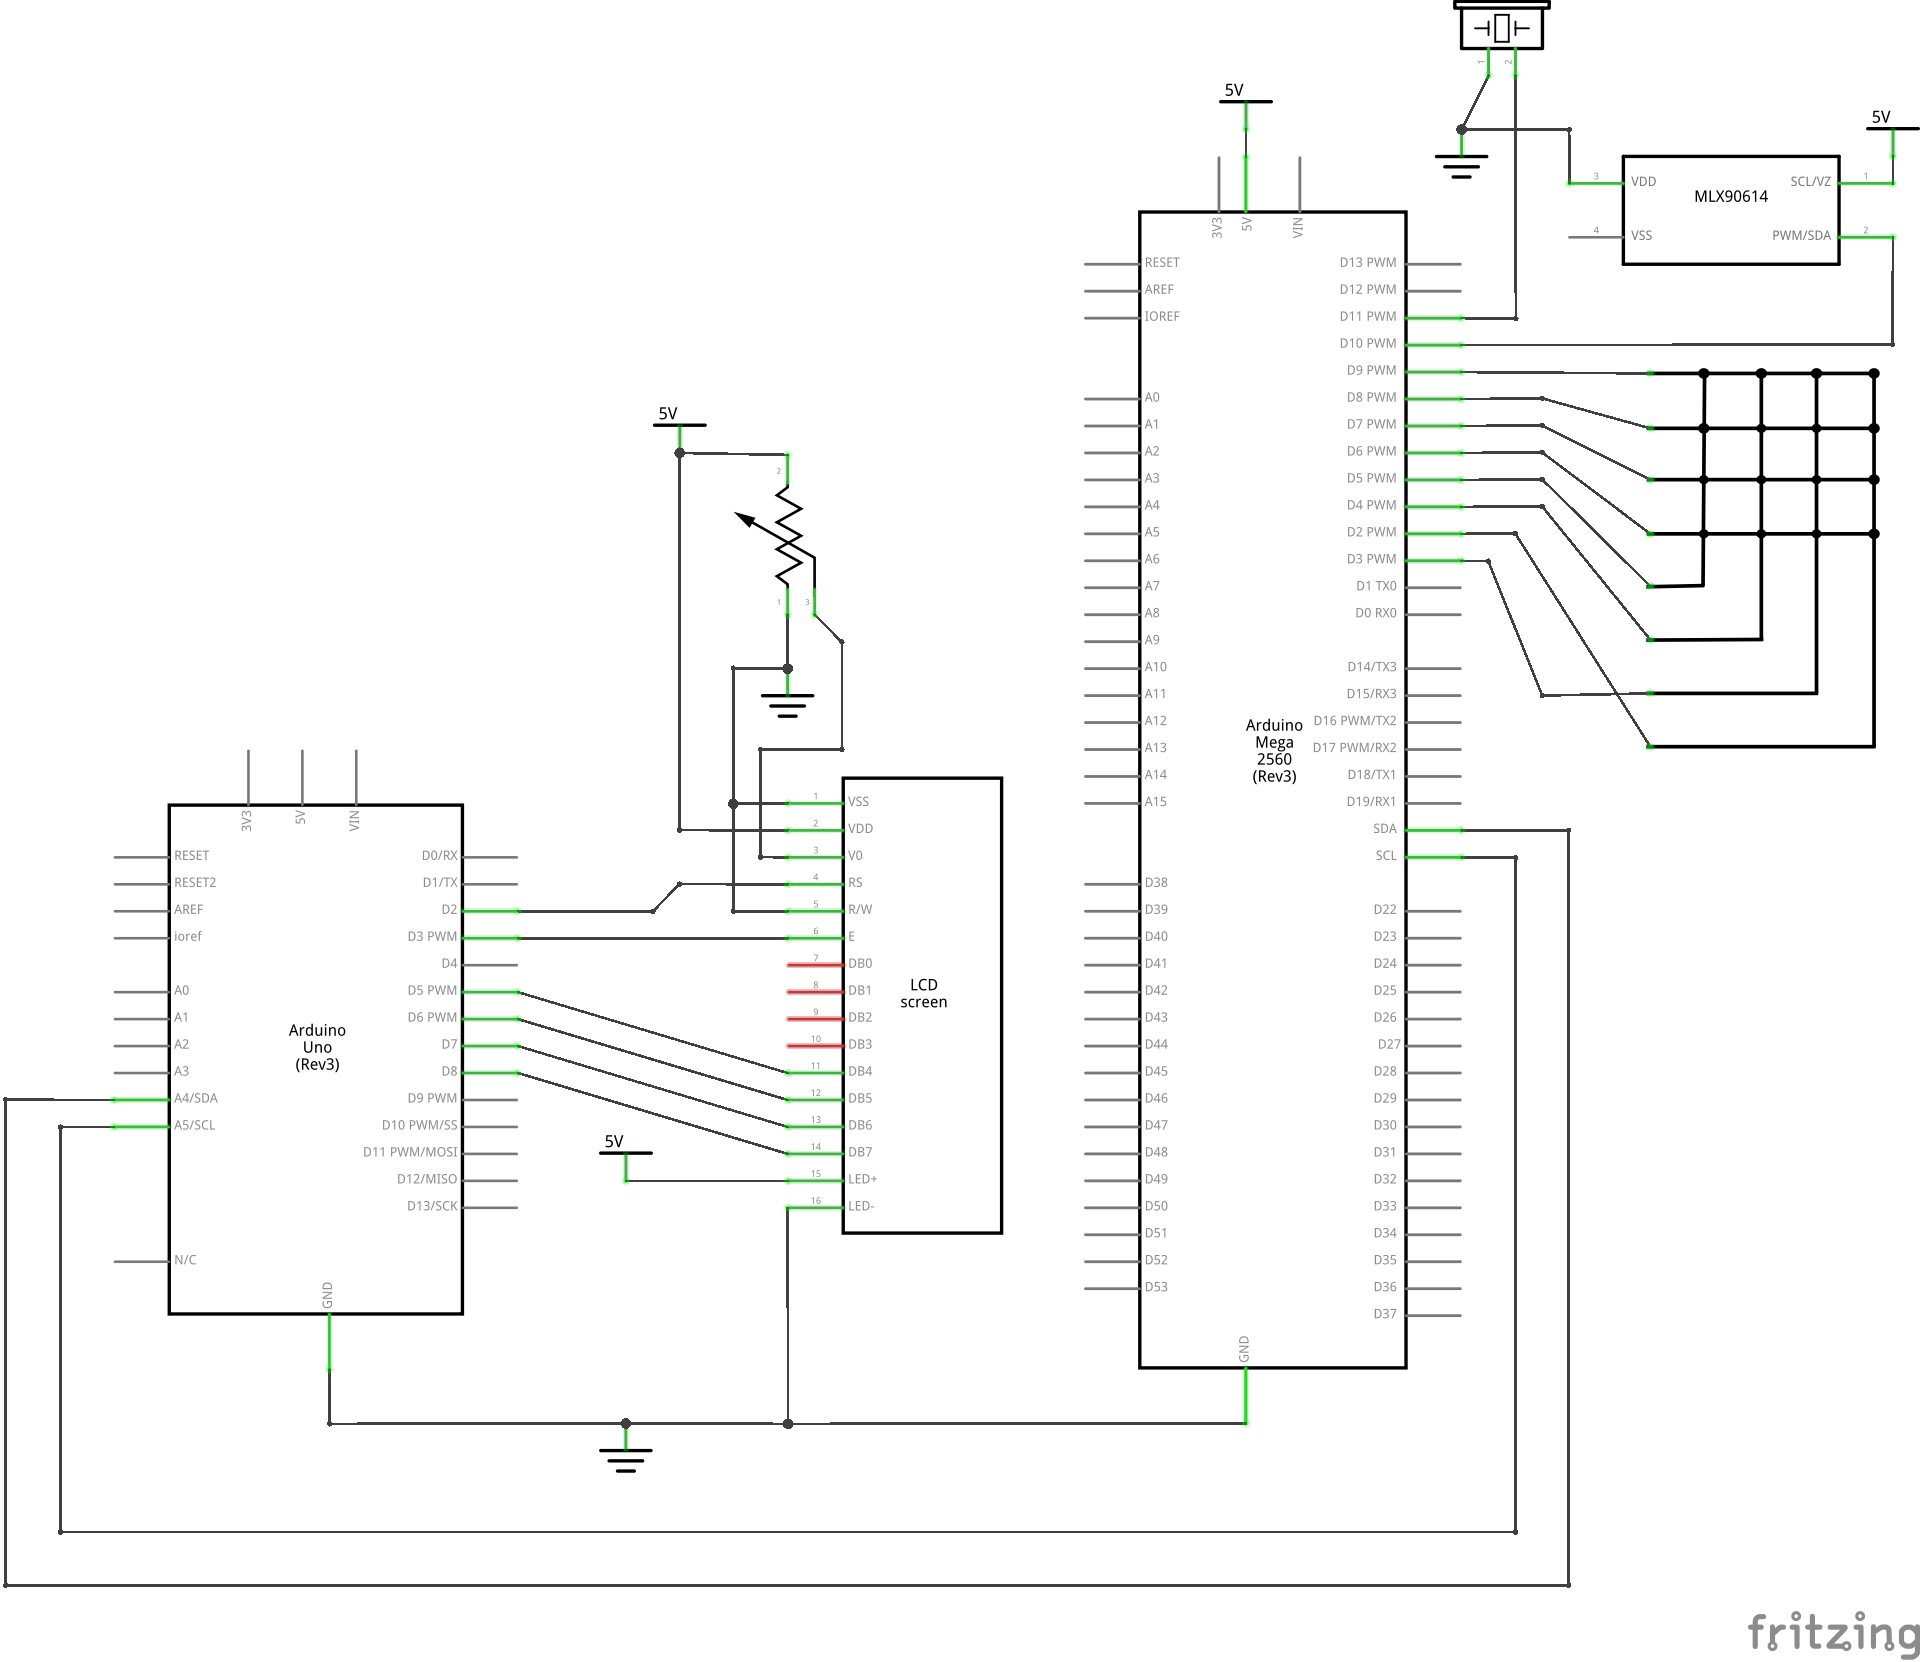 1
2
5V
5V
3
VDD
MLX90614
SCL/VZ
1
4
VSS
PWM/SDA
2
3V3
5V
VIN
RESET
D13 PWM
AREF
D12 PWM
IOREF
D11 PWM
D10 PWM
D9 PWM
A0
D8 PWM
A1
D7 PWM
A2
D6 PWM
A3
D5 PWM
A4
D4 PWM
A5
D2 PWM
A6
D3 PWM
A7
D1 TX0
A8
D0 RX0
A9
A10
D14/TX3
A11
D15/RX3
A12
D16 PWM/TX2
A13
D17 PWM/RX2
A14
D18/TX1
A15
D19/RX1
SDA
SCL
Arduino
Mega
2560
(Rev3)
D38
D39
D22
D40
D23
D41
D24
D42
D25
D43
D26
D44
D27
D45
D28
D46
D29
D47
D30
D48
D31
D49
D32
D50
D33
D51
D34
D52
D35
D53
D36
D37
GND
5V
2
1
3
1
VSS
2
VDD
3
V0
4
RS
5
R/W
6
E
7
DB0
8
DB1
9
DB2
10
DB3
11
DB4
12
DB5
13
DB6
14
DB7
15
LED+
16
LED-
LCD
screen
5V
3V3
5V
VIN
RESET
D0/RX
RESET2
D1/TX
AREF
D2
ioref
D3 PWM
D4
A0
D5 PWM
A1
D6 PWM
A2
D7
A3
D8
A4/SDA
D9 PWM
A5/SCL
D10 PWM/SS
D11 PWM/MOSI
D12/MISO
D13/SCK
N/C
Arduino
Uno
(Rev3)
GND
fritzing